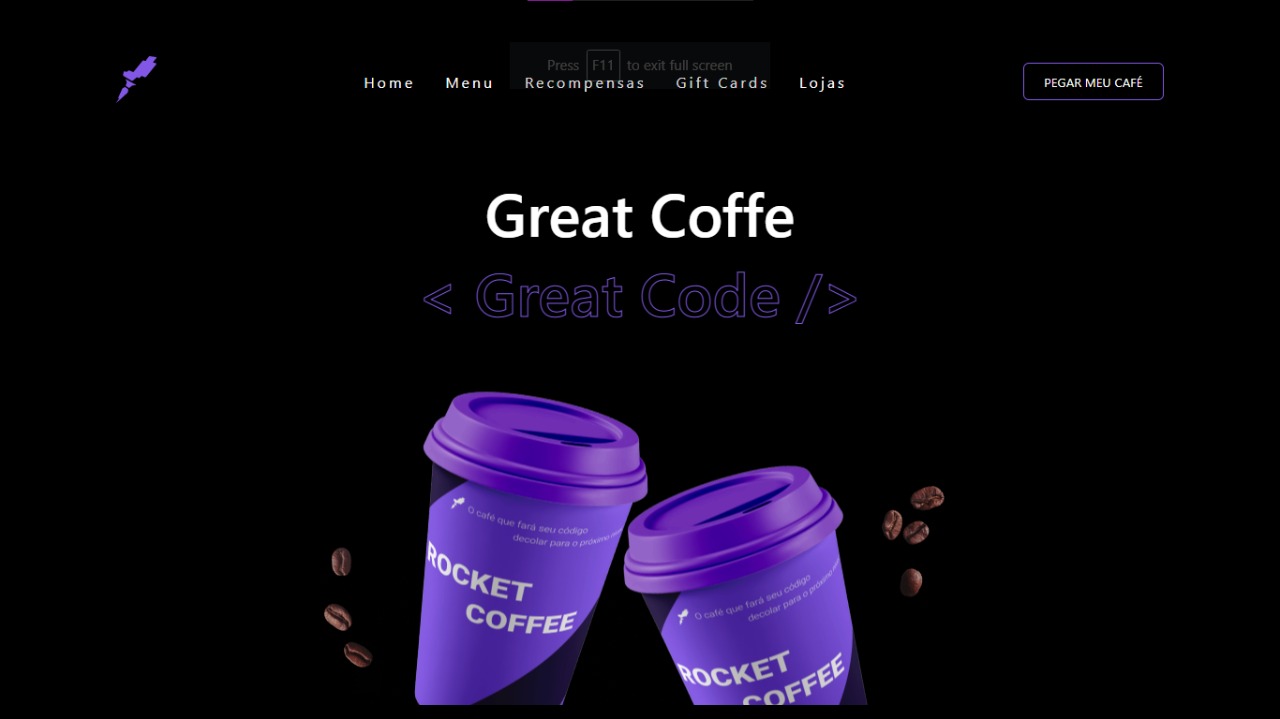 Press F11 to exit full screen
Home Menu Recompensas Gift Cards Lojas
PEGAR MEU CAFÉ
Great Coffe
< Great Code />
O café que fará seu código
decolar para o próximo
ROCKET
COFFEE
O café que fará seu código
decolar para o próximo
ROCKET
COFFEE